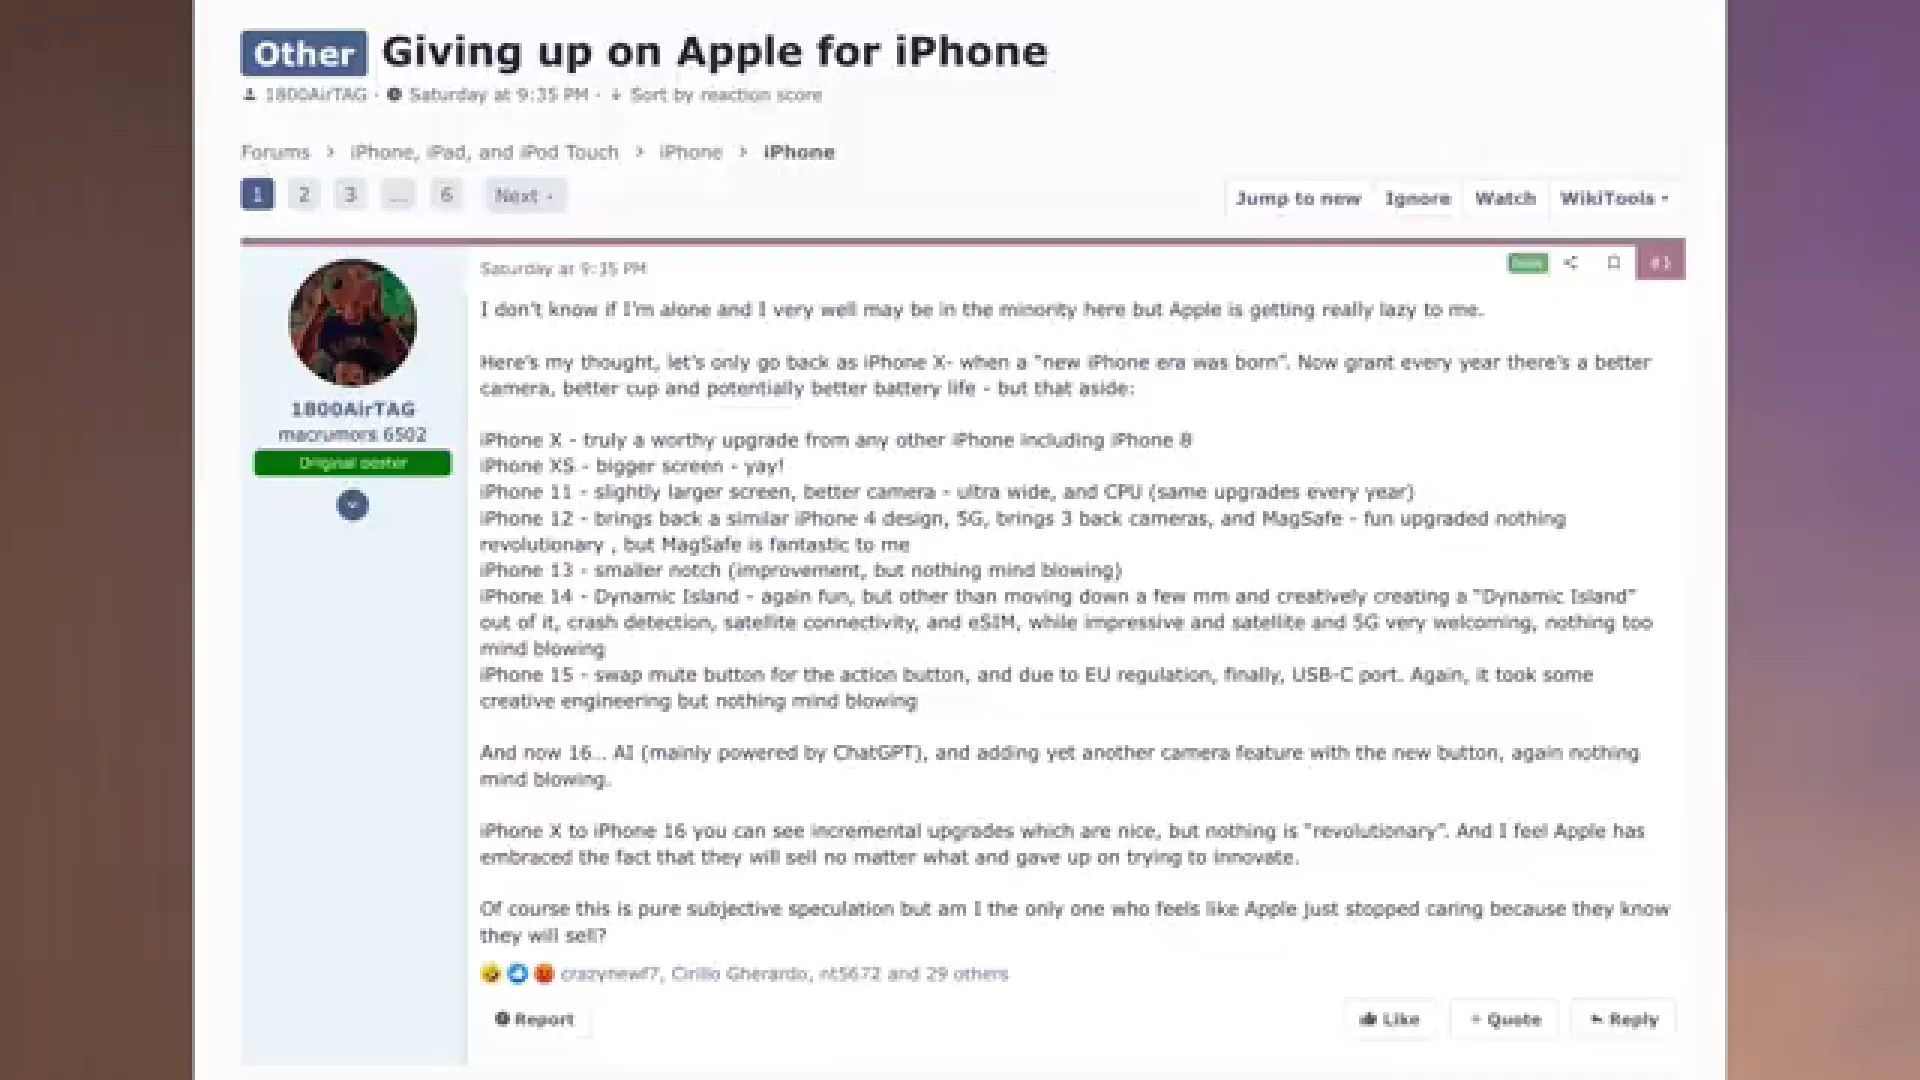 Other Giving up on Apple for iPhone
1800AirTAG · Saturday at 9:35 PM · Sort by reaction score
Forums > iPhone, iPad, and iPod Touch > iPhone > iPhone
1 2 3 ... 6 Next
Jump to new Ignore Watch WikiTools
Saturday at 9:35 PM
#1
1800AirTAG
macrumors 6502
Original poster
I don't know if I'm alone and I very well may be in the minority here but Apple is getting really lazy to me.
Here's my thought, let's only go back as iPhone X- when a "new iPhone era was born". Now grant every year there's a better
camera, better cup and potentially better battery life - but that aside:
iPhone X - truly a worthy upgrade from any other iPhone including iPhone 8
iPhone XS - bigger screen - yay!
iPhone 11 - slightly larger screen, better camera - ultra wide, and CPU (same upgrades every year)
iPhone 12 - brings back a similar iPhone 4 design, 5G, brings 3 back cameras, and MagSafe - fun upgraded nothing
revolutionary , but MagSafe is fantastic to me
iPhone 13 - smaller notch (improvement, but nothing mind blowing)
iPhone 14 - Dynamic Island - again fun, but other than moving down a few mm and creatively creating a "Dynamic Island"
out of it, crash detection, satellite connectivity, and eSIM, while impressive and satellite and 5G very welcoming, nothing too
mind blowing
iPhone 15 - swap mute button for the action button, and due to EU regulation, finally, USB-C port. Again, it took some
creative engineering but nothing mind blowing
And now 16... AI (mainly powered by ChatGPT), and adding yet another camera feature with the new button, again nothing
mind blowing.
iPhone X to iPhone 16 you can see incremental upgrades which are nice, but nothing is "revolutionary". And I feel Apple has
embraced the fact that they will sell no matter what and gave up on trying to innovate.
Of course this is pure subjective speculation but am I the only one who feels like Apple just stopped caring because they know
they will sell?
crazynewf7, Cirillo Gherardo, nt5672 and 29 others
Report
Like + Quote Reply